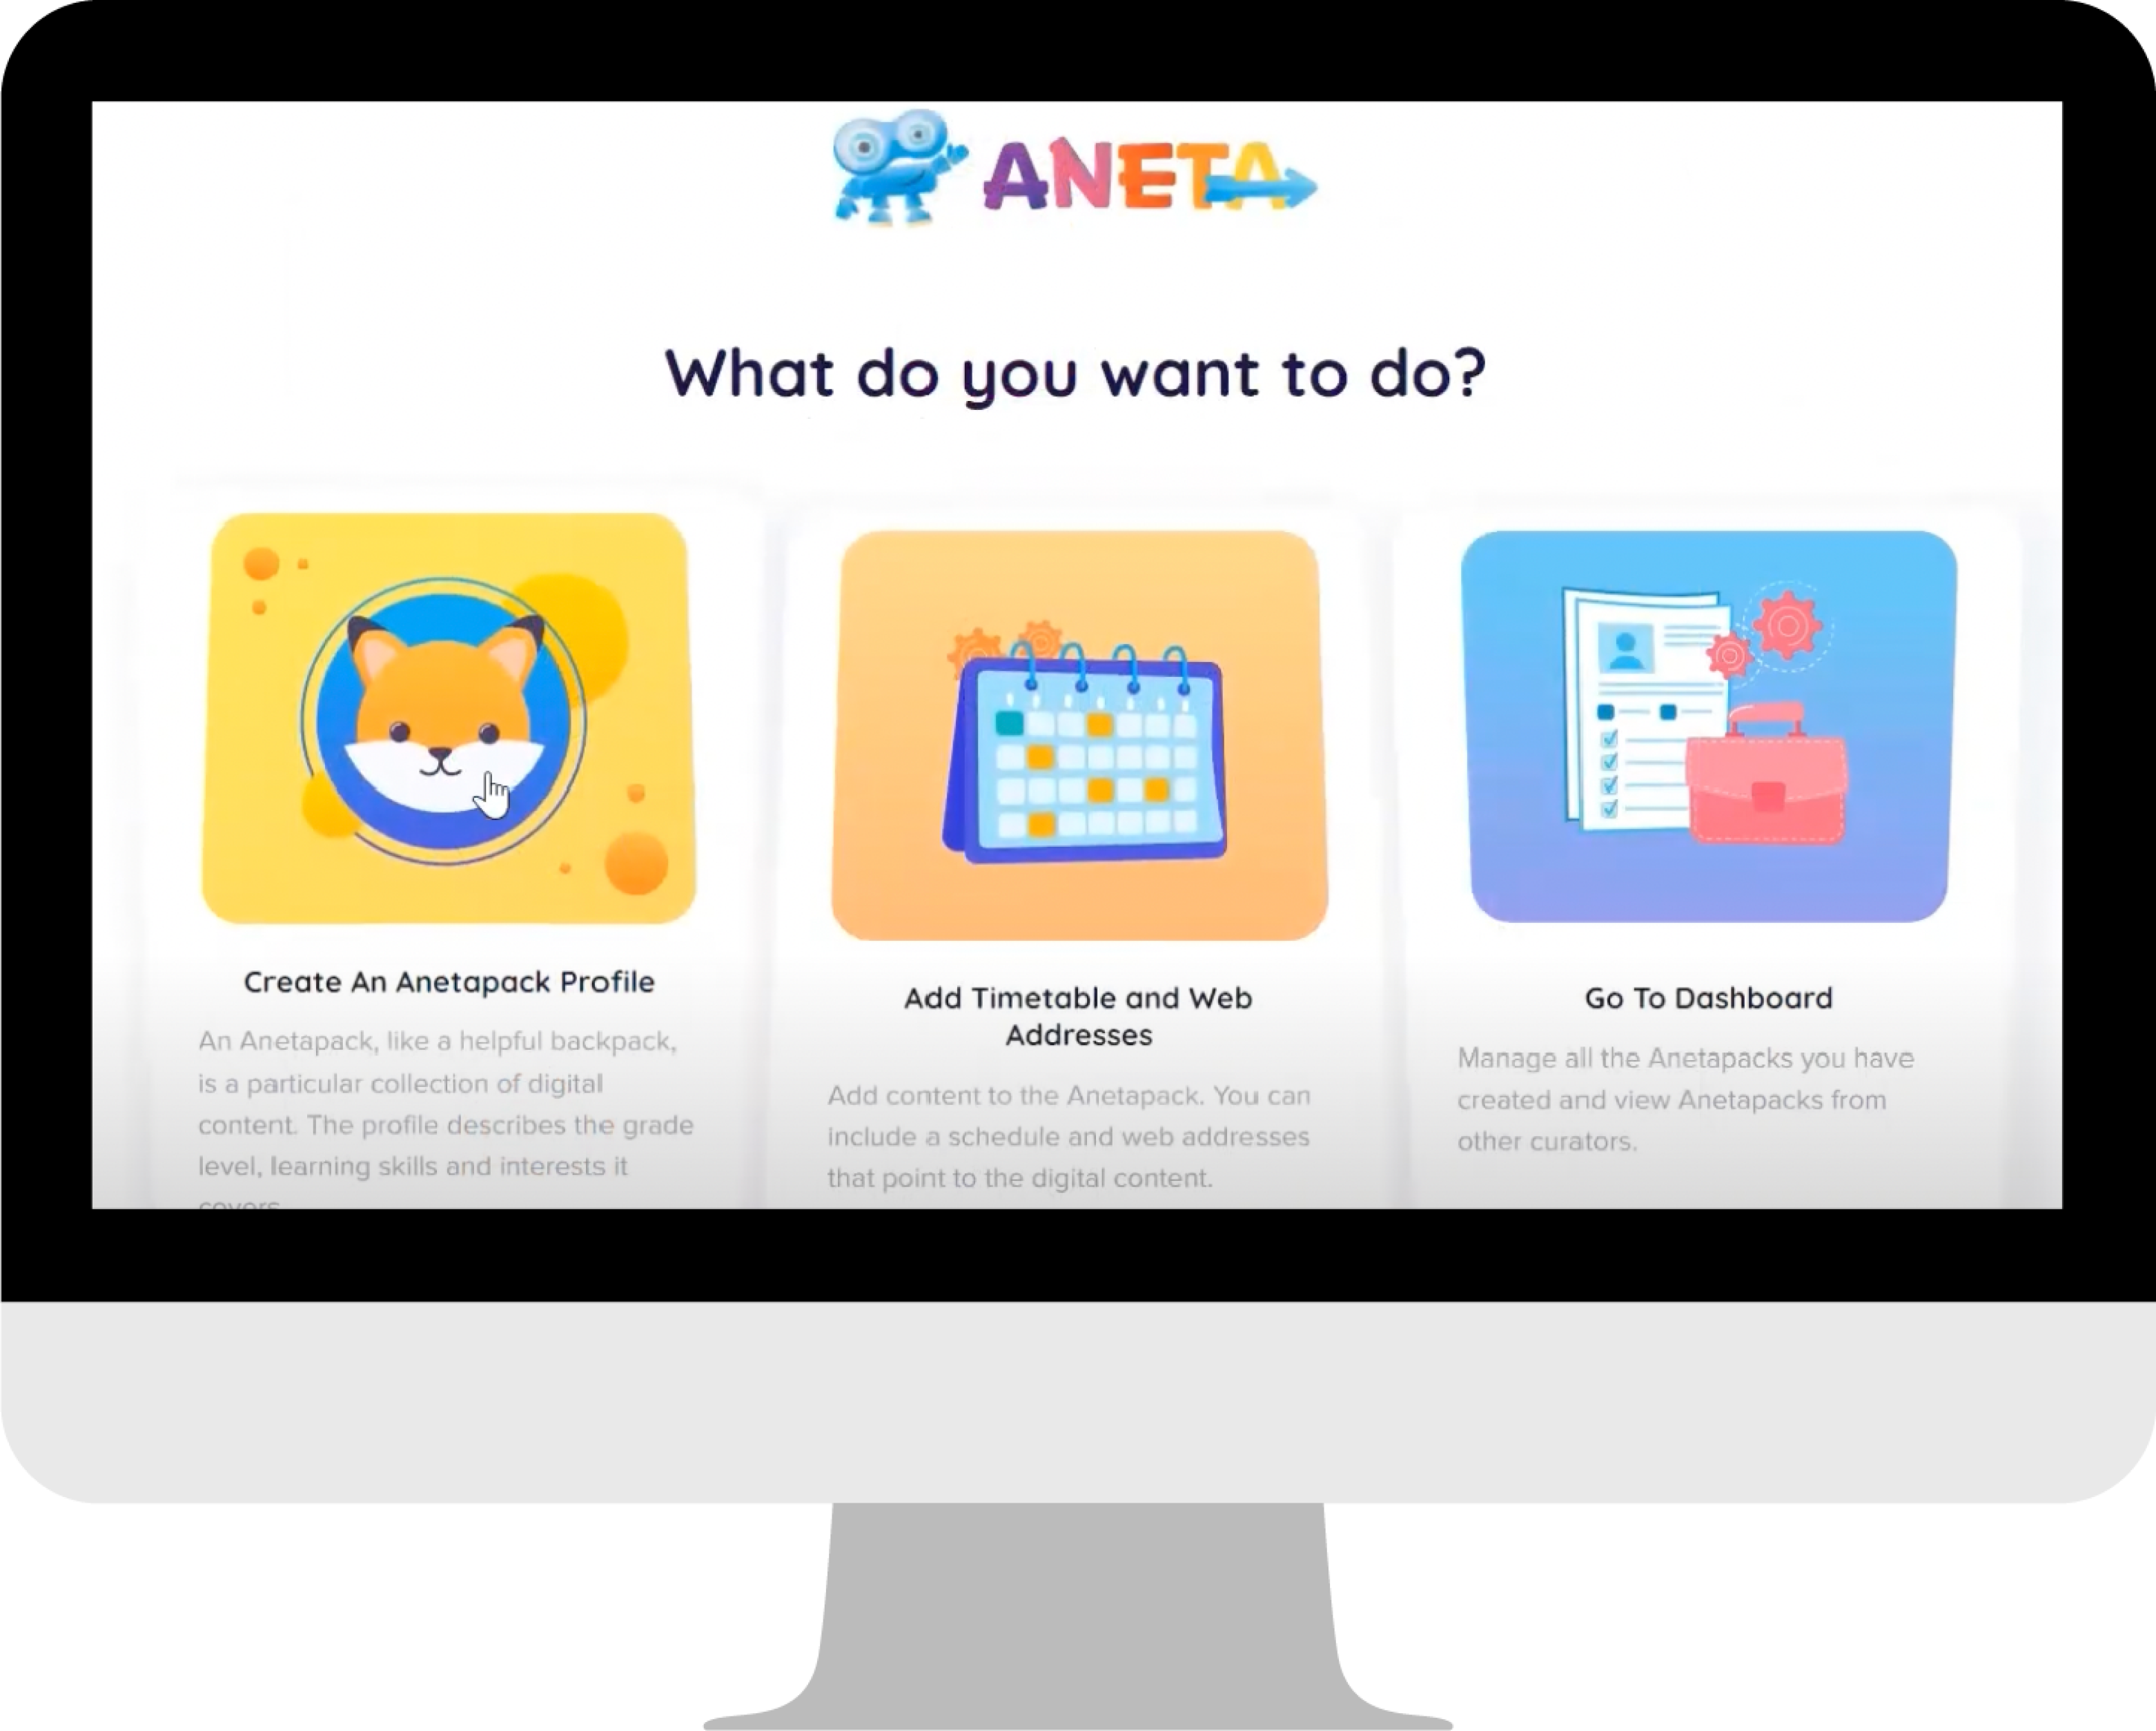 ANETA
What do you want to do?
Create An Anetapack Profile
An Anetapack, like a helpful backpack,
is a particular collection of digital
content. The profile describes the grade
level, learning skills and interests it
covers.
Add Timetable and Web
Addresses
Add content to the Anetapack. You can
include a schedule and web addresses
that point to the digital content.
Go To Dashboard
Manage all the Anetapacks you have
created and view Anetapacks from
other curators.